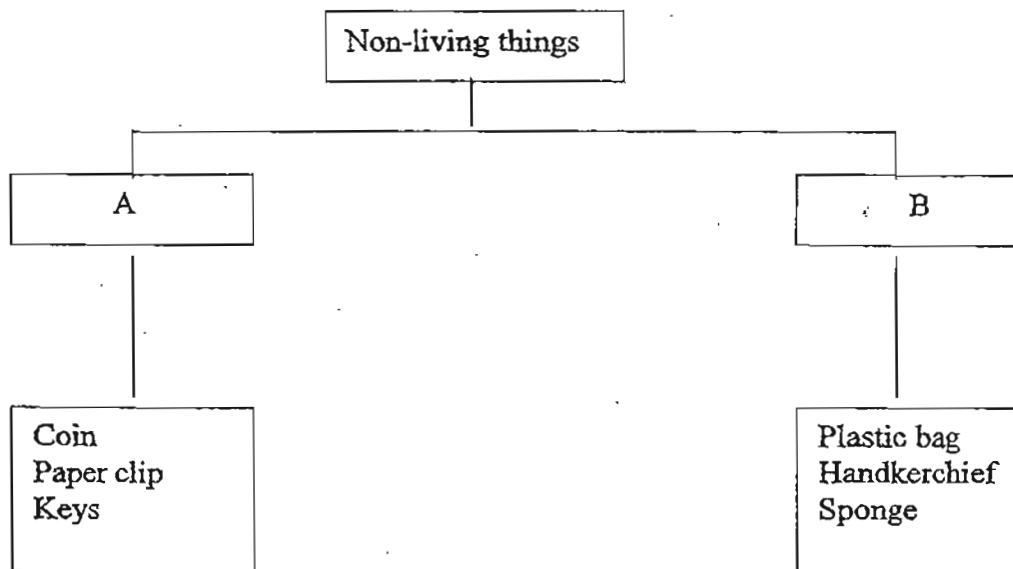 Non-living things
A
B
Coin
Paper clip
Keys
Plastic bag
Handkerchief
Sponge